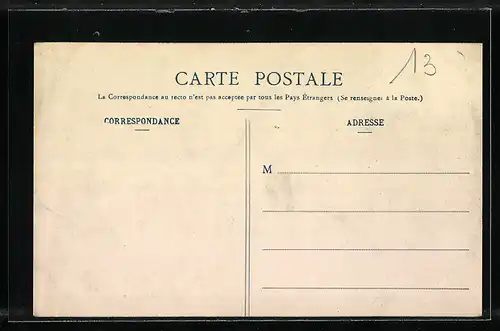 13
CARTE POSTALE
La Correspondance au recto n'est pas acceptée par tous les Pays Étrangers (Se renseigner à la Poste.)
CORRESPONDANCE
ADRESSE
M